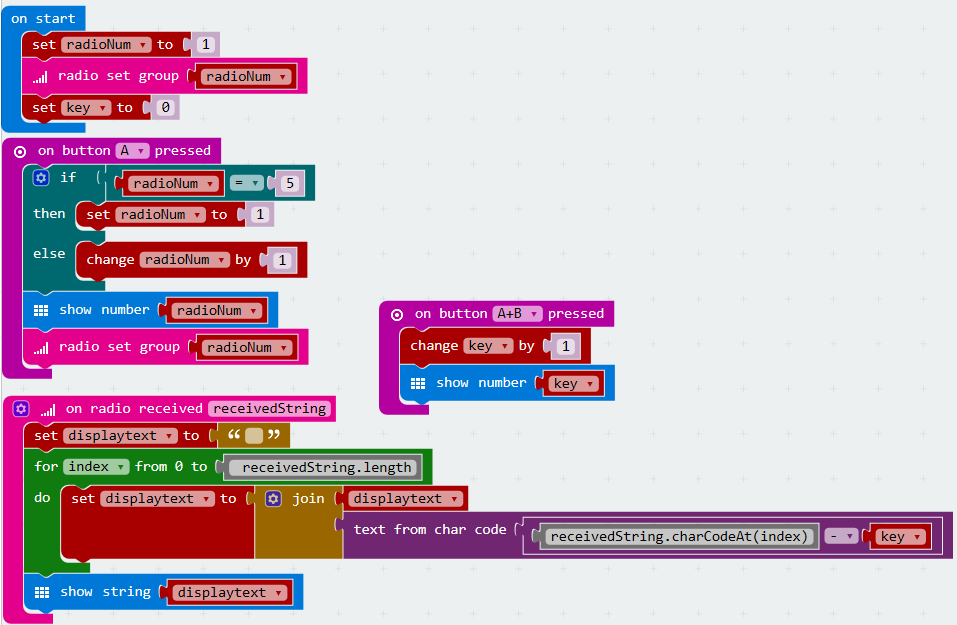 on start
set radioNum to 1
radio set group radioNum
set key to 0
on button A pressed
if radioNum = 5
then set radioNum to 1
else change radioNum by 1
show number radioNum
radio set group radioNum
on button A+B pressed
change key by 1
show number key
on radio received receivedString
set displaytext to “ ”
for index from 0 to receivedString.length
do set displaytext to join displaytext
text from char code receivedString.charCodeAt(index) - key
show string displaytext